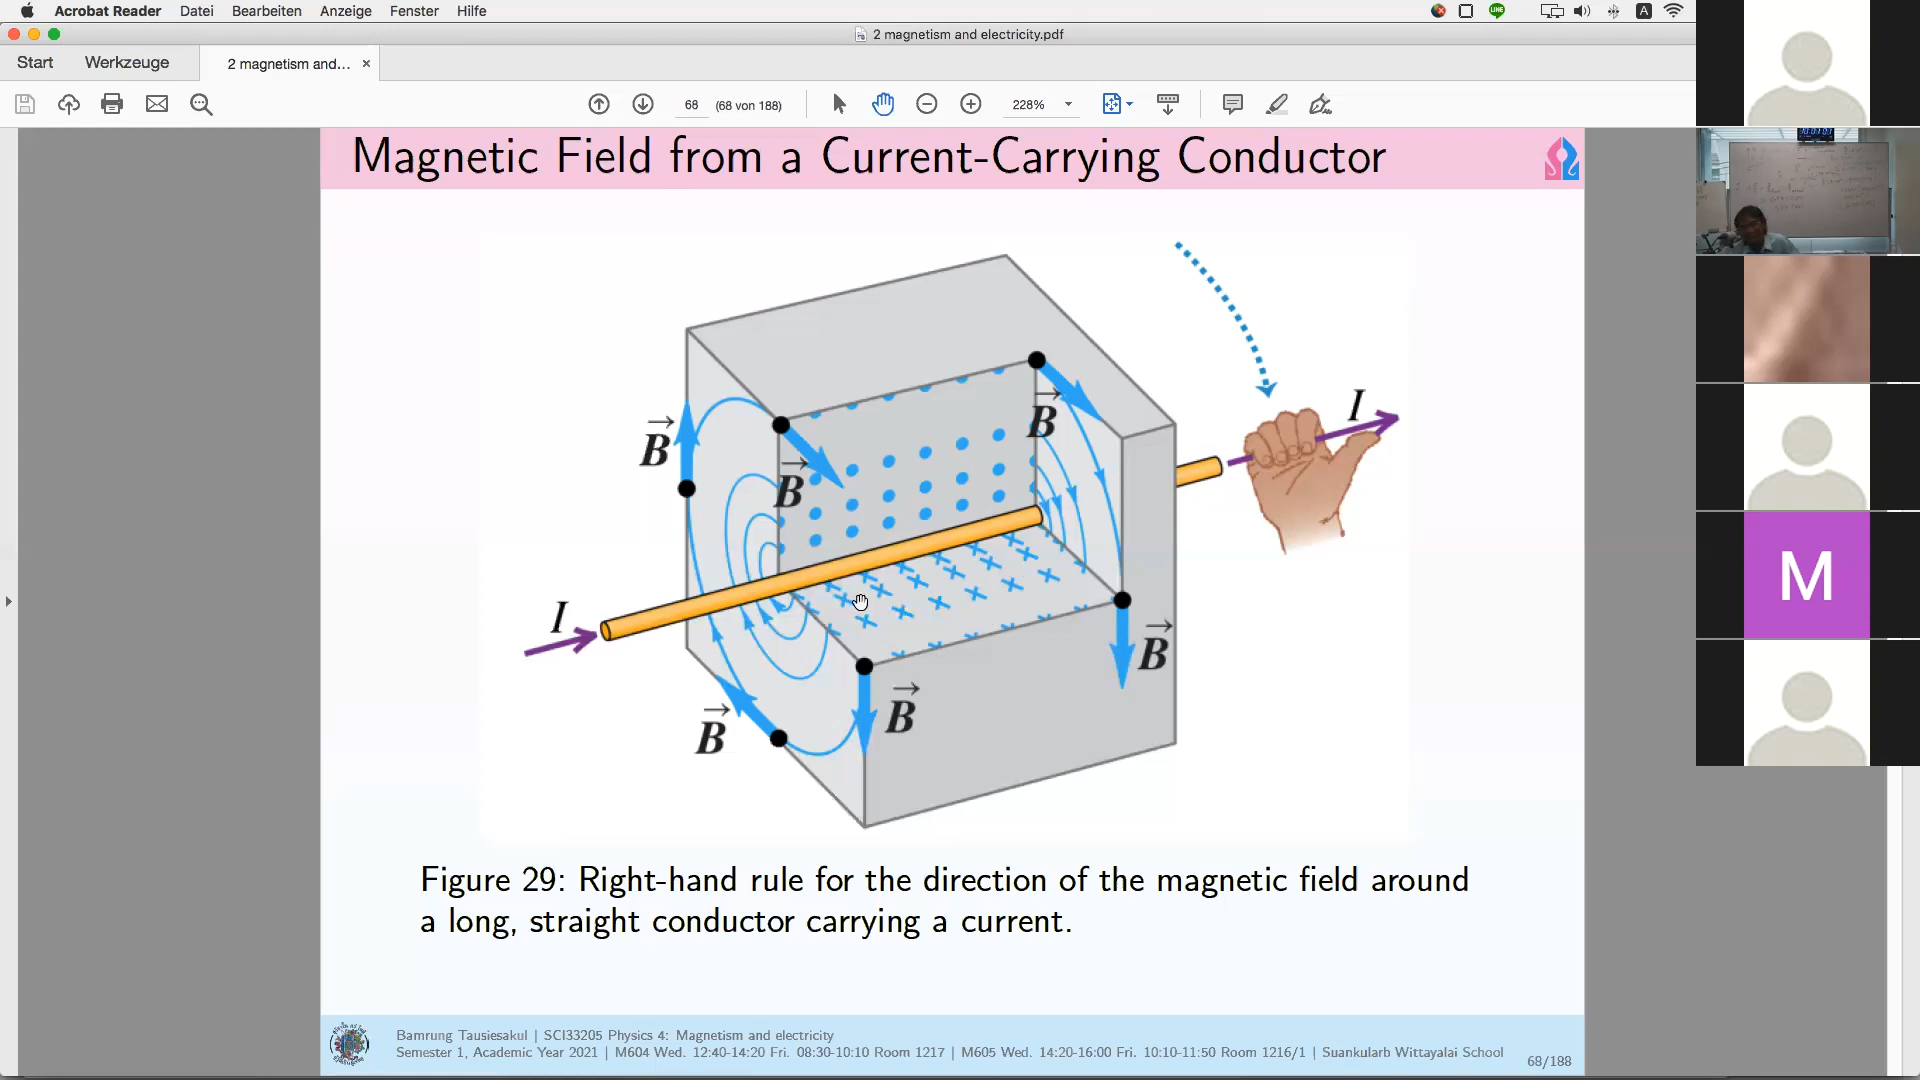 Acrobat Reader Datei Bearbeiten Anzeige Fenster Hilfe
LINE A
2 magnetism and electricity.pdf
Start Werkzeuge 2 magnetism and... ×
68 (68 von 188) 228%
Magnetic Field from a Current-Carrying Conductor
I
B
B
B
I
B
B
B
M
Figure 29: Right-hand rule for the direction of the magnetic field around
a long, straight conductor carrying a current.
Bamrung Tausiesakul | SCI33205 Physics 4: Magnetism and electricity
Semester 1, Academic Year 2021 | M604 Wed. 12:40-14:20 Fri. 08:30-10:10 Room 1217 | M605 Wed. 14:20-16:00 Fri. 10:10-11:50 Room 1216/1 | Suankularb Wittayalai School
68/188